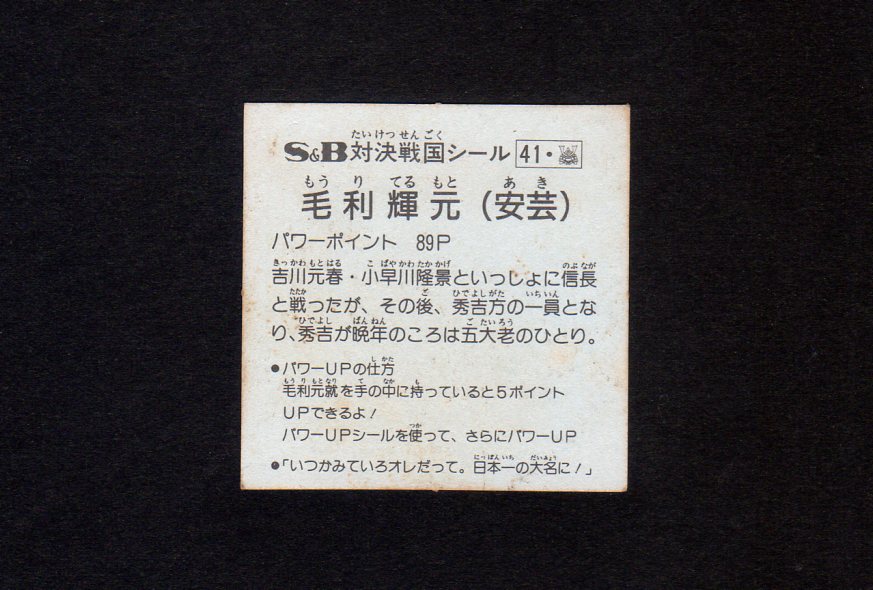 S&B対決戦国シール 41・
毛利輝元(安芸)
パワーポイント 89P
吉川元春・小早川隆景といっしょに信長
と戦ったが、その後、秀吉方の一員とな
り、秀吉が晩年のころは五大老のひとり。
●パワーUPの仕方
毛利元就を手の中に持っていると5ポイント
UPできるよ!
パワーUPシールを使って、さらにパワーUP
●「いつかみていろオレだって。日本一の大名に!」